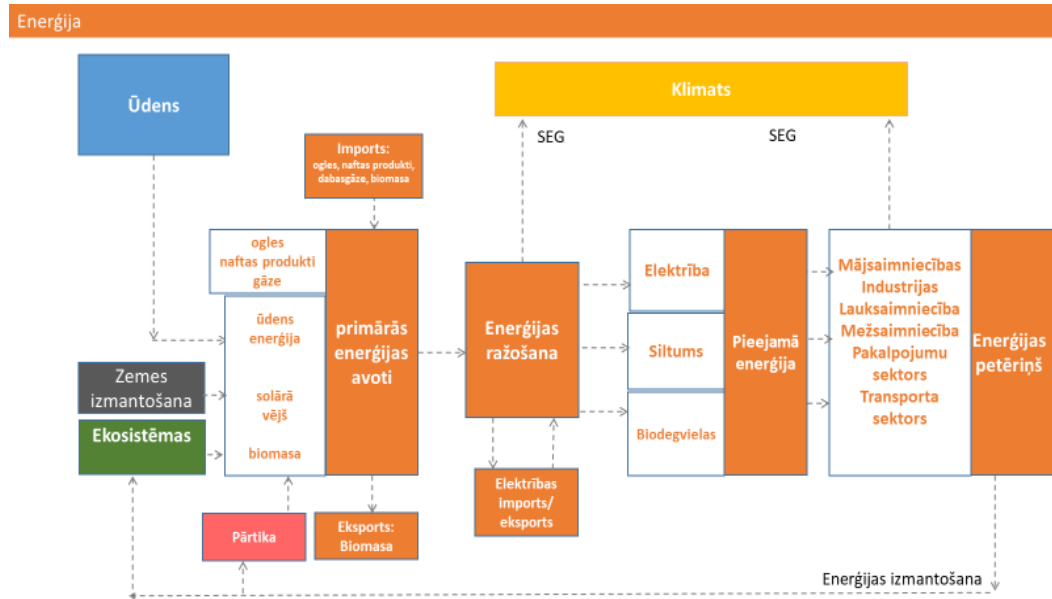 Enerģija
Ūdens
Klimats
SEG
SEG
Imports:
ogles, naftas produkti,
dabasgāze, biomasa
ogles
naftas produkti
gāze
ūdens
enerģija
solārā
vējš
biomasa
primārās
enerģijas
avoti
Zemes
izmantošana
Ekosistēmas
Pārtika
Eksports:
Biomasa
Enerģijas
ražošana
Elektrības
imports/
eksports
Elektrība
Siltums
Biodegvielas
Pieejamā
enerģija
Mājsaimniecības
Industrijas
Lauksaimniecība
Mežsaimniecība
Pakalpojumu
sektors
Transporta
sektors
Enerģijas
petēriņš
Enerģijas izmantošana